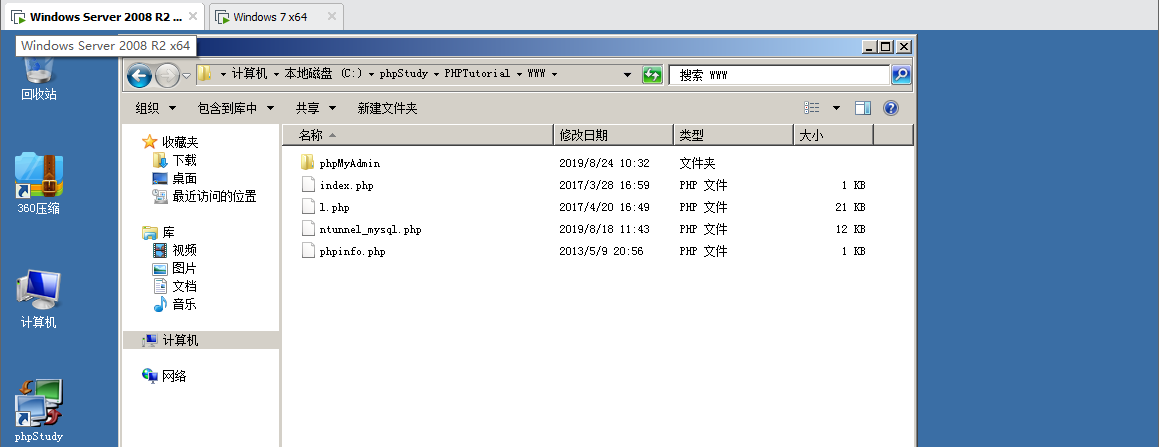 Windows Server 2008 R2 ...
Windows 7 x64
Windows Server 2008 R2 x64
计算机 本地磁盘 (C:) phpStudy PHPTutorial WWW
搜索 WWW
组织 包含到库中 共享 新建文件夹
名称 修改日期 类型 大小
phpMyAdmin 2019/8/24 10:32 文件夹
index.php 2017/3/28 16:59 PHP 文件 1 KB
l.php 2017/4/20 16:49 PHP 文件 21 KB
ntunnel_mysql.php 2019/8/18 11:43 PHP 文件 12 KB
phpinfo.php 2013/5/9 20:56 PHP 文件 1 KB
收藏夹
下载
桌面
最近访问的位置
库
视频
图片
文档
音乐
计算机
网络
回收站
360压缩
计算机
phpStudy